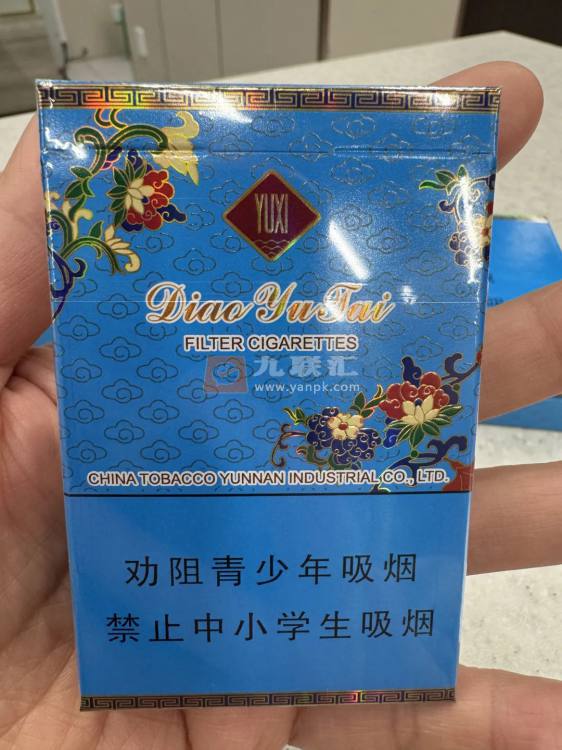 YUXI
Diao Yu Tai
FILTER CIGARETTES
九联汇
www.yanpk.com
CHINA TOBACCO YUNNAN INDUSTRIAL CO., LTD.
劝阻青少年吸烟
禁止中小学生吸烟